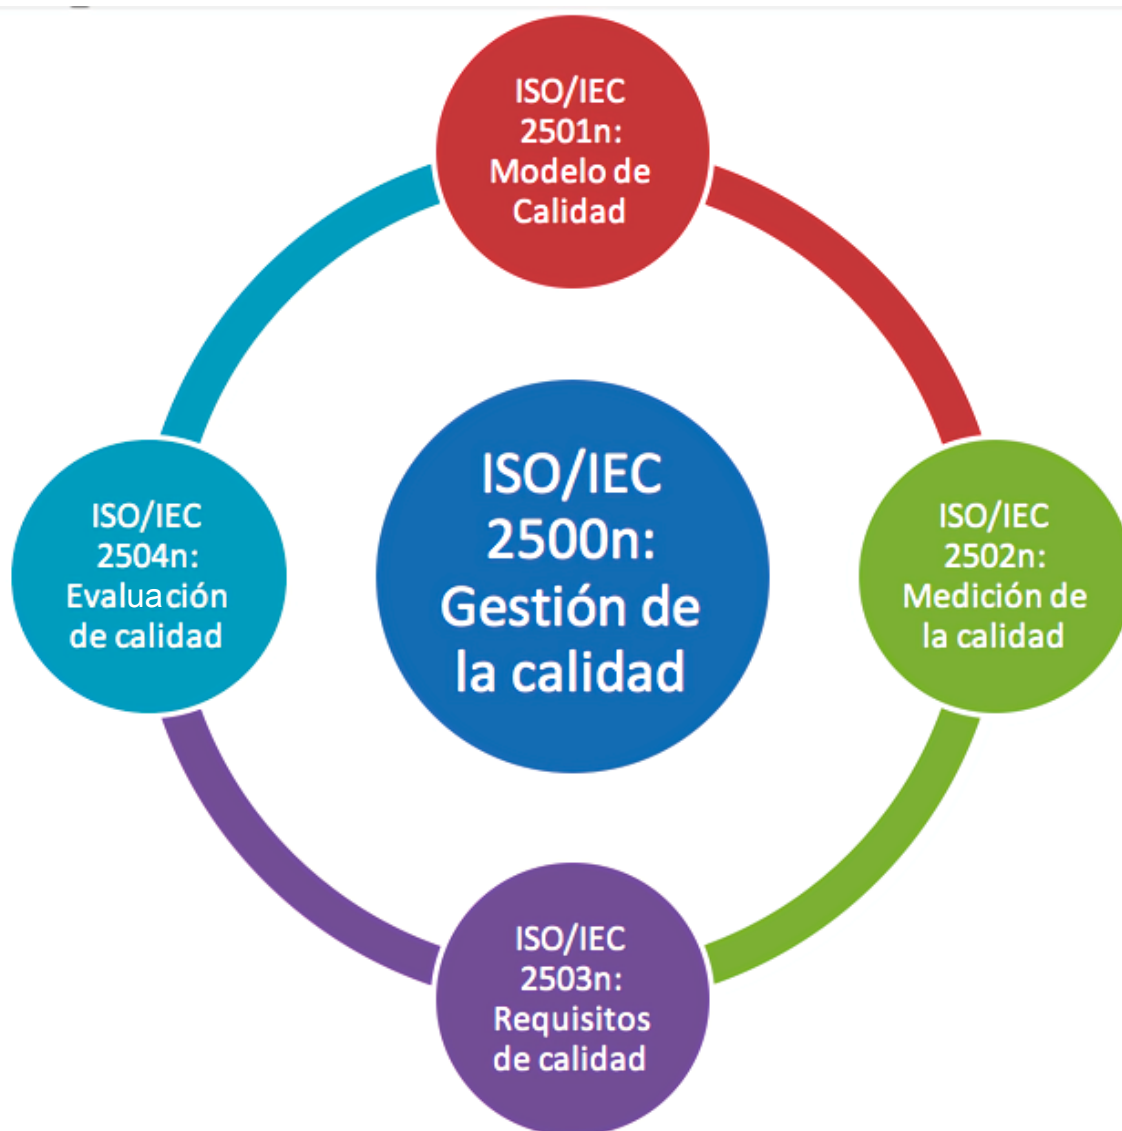 ISO/IEC
2501n:
Modelo de
Calidad
ISO/IEC
2504n:
Evaluación
de calidad
ISO/IEC
2500n:
Gestión de
la calidad
ISO/IEC
2502n:
Medición de
la calidad
ISO/IEC
2503n:
Requisitos
de calidad